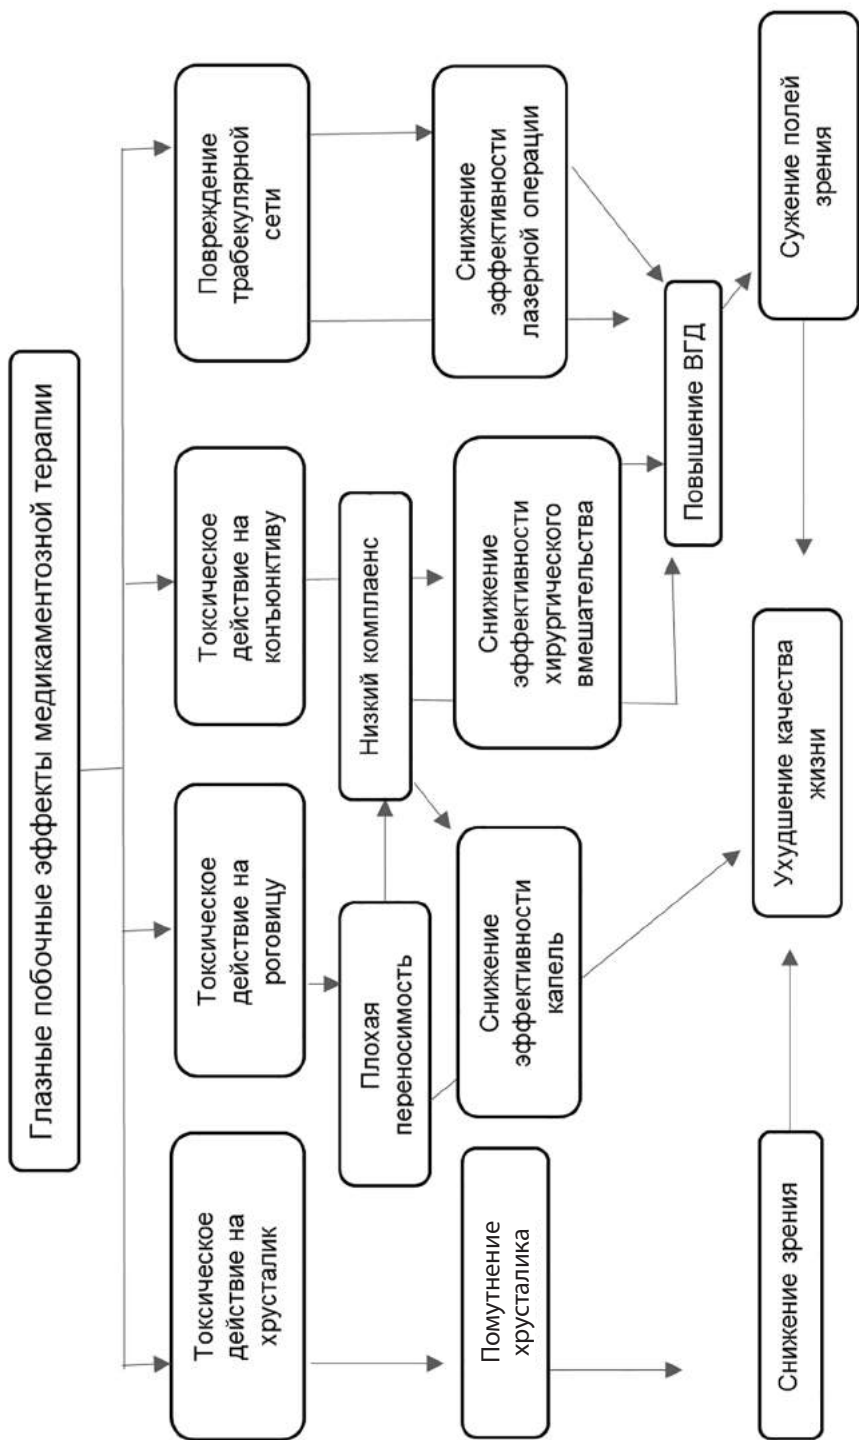 Глазные побочные эффекты медикаментозной терапии
Токсическое
действие на
хрусталик
Токсическое
действие на
роговицу
Токсическое
действие на
конъюнктиву
Повреждение
трабекулярной
сети
Плохая
переносимость
Низкий комплаенс
Помутнение
хрусталика
Снижение
эффективности
капель
Снижение
эффективности
хирургического
вмешательства
Снижение
эффективности
лазерной операции
Повышение ВГД
Снижение зрения
Ухудшение качества
жизни
Сужение полей
зрения